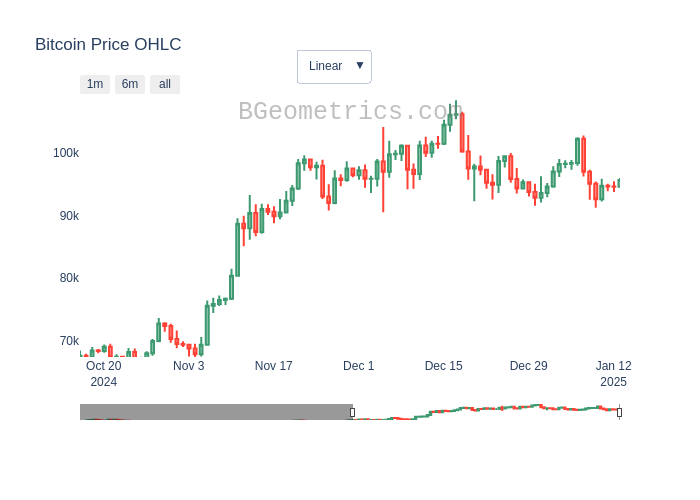 Bitcoin Price OHLC
Linear ▼
1m 6m all
BGeometrics.com
100k
90k
80k
70k
Oct 20 Nov 3 Nov 17 Dec 1 Dec 15 Dec 29 Jan 12
2024 2025